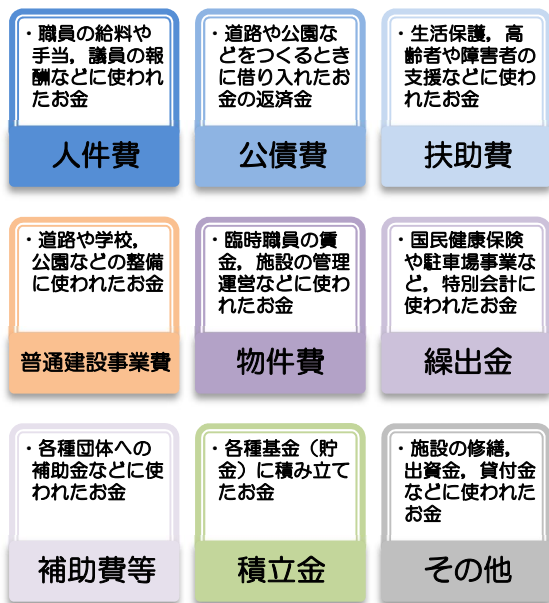 ・職員の給料や
手当，議員の報
酬などに使われ
たお金
人件費
・道路や公園な
どをつくるとき
に借り入れたお
金の返済金
公債費
・生活保護，高
齢者や障害者の
支援などに使わ
れたお金
扶助費
・道路や学校，
公園などの整備
に使われたお金
普通建設事業費
・臨時職員の賃
金，施設の管理
運営などに使わ
れたお金
物件費
・国民健康保険
や駐車場事業な
ど，特別会計に
使われたお金
繰出金
・各種団体への
補助金などに使
われたお金
補助費等
・各種基金（貯
金）に積み立て
たお金
積立金
・施設の修繕，
出資金，貸付金
などに使われた
お金
その他